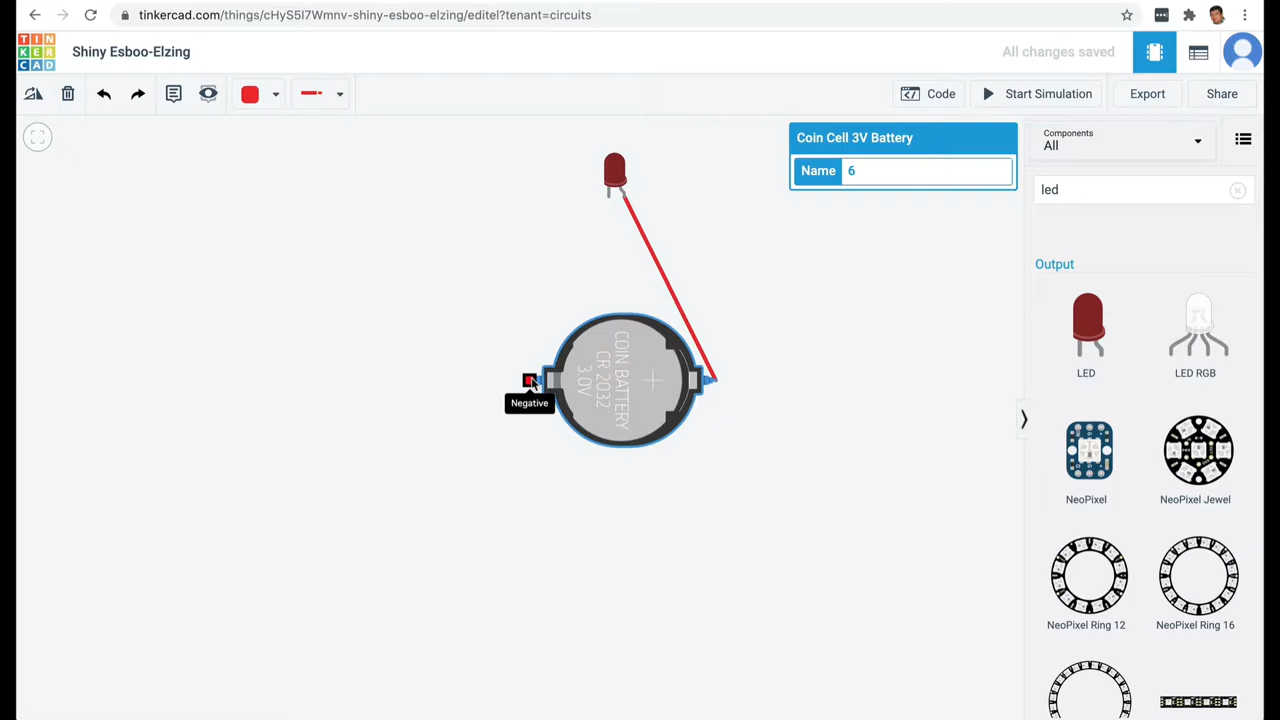 tinkercad.com/things/cHyS5I7Wmnv-shiny-esboo-elzing/editel?tenant=circuits
TIN
KER
CAD
Shiny Esboo-Elzing
All changes saved
Code
Start Simulation
Export
Share
Coin Cell 3V Battery
Name 6
Components
All
led
Output
LED
LED RGB
COIN BATTERY
CR 2032
3.0V
Negative
NeoPixel
NeoPixel Jewel
NeoPixel Ring 12
NeoPixel Ring 16